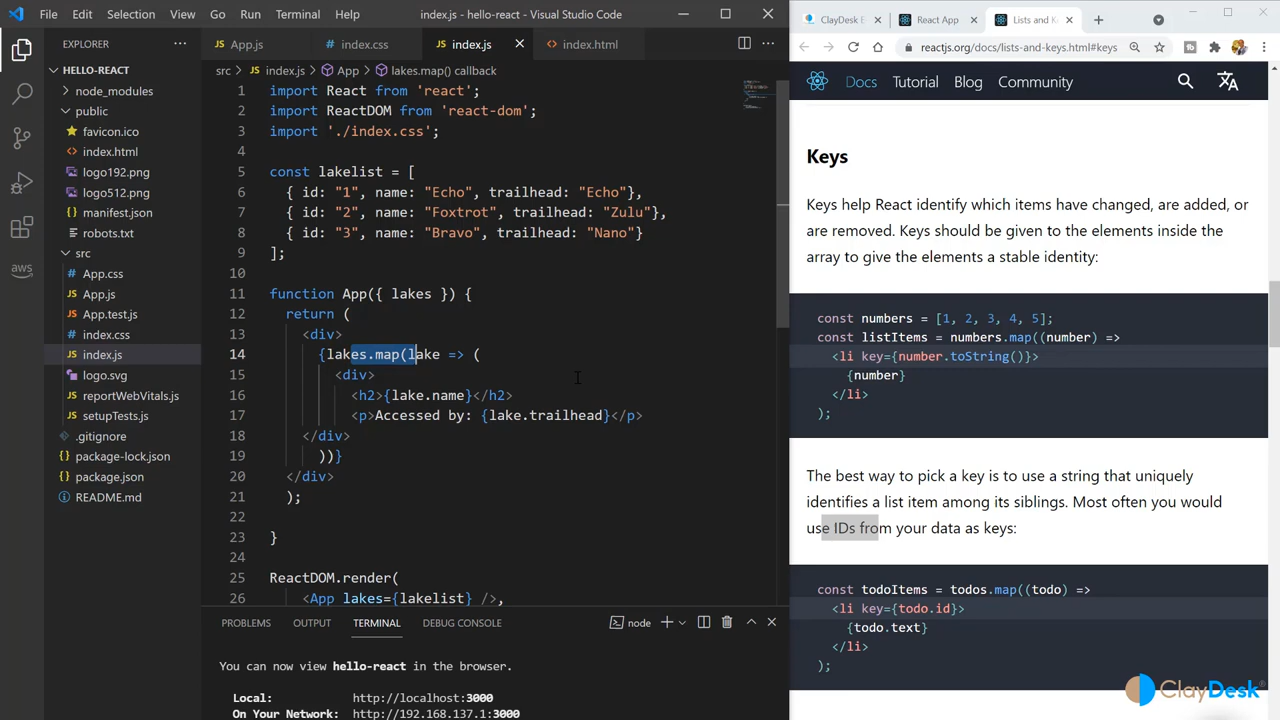 File Edit Selection View Go Run Terminal Help index.js - hello-react - Visual Studio Code
EXPLORER
HELLO-REACT
node_modules
public
favicon.ico
index.html
logo192.png
logo512.png
manifest.json
robots.txt
src
App.css
App.js
App.test.js
index.css
index.js
logo.svg
reportWebVitals.js
setupTests.js
.gitignore
package-lock.json
package.json
README.md
aws
App.js index.css index.js index.html
src > index.js > App > lakes.map() callback
1 import React from 'react';
2 import ReactDOM from 'react-dom';
3 import './index.css';
4
5 const lakelist = [
6 { id: "1", name: "Echo", trailhead: "Echo"},
7 { id: "2", name: "Foxtrot", trailhead: "Zulu"},
8 { id: "3", name: "Bravo", trailhead: "Nano"}
9 ];
10
11 function App({ lakes }) {
12 return (
13 <div>
14 {lakes.map(lake => (
15 <div>
16 <h2>{lake.name}</h2>
17 <p>Accessed by: {lake.trailhead}</p>
18 </div>
19 ))}
20 </div>
21 );
22
23 }
24
25 ReactDOM.render(
26 <App lakes={lakelist} />,
PROBLEMS OUTPUT TERMINAL DEBUG CONSOLE node
You can now view hello-react in the browser.
Local: http://localhost:3000
On Your Network: http://192.168.137.1:3000
ClayDesk E React App Lists and K
reactjs.org/docs/lists-and-keys.html#keys
Docs Tutorial Blog Community
Keys
Keys help React identify which items have changed, are added, or
are removed. Keys should be given to the elements inside the
array to give the elements a stable identity:
const numbers = [1, 2, 3, 4, 5];
const listItems = numbers.map((number) =>
<li key={number.toString()}>
{number}
</li>
);
The best way to pick a key is to use a string that uniquely
identifies a list item among its siblings. Most often you would
use IDs from your data as keys:
const todoItems = todos.map((todo) =>
<li key={todo.id}>
{todo.text}
</li>
);
ClayDesk